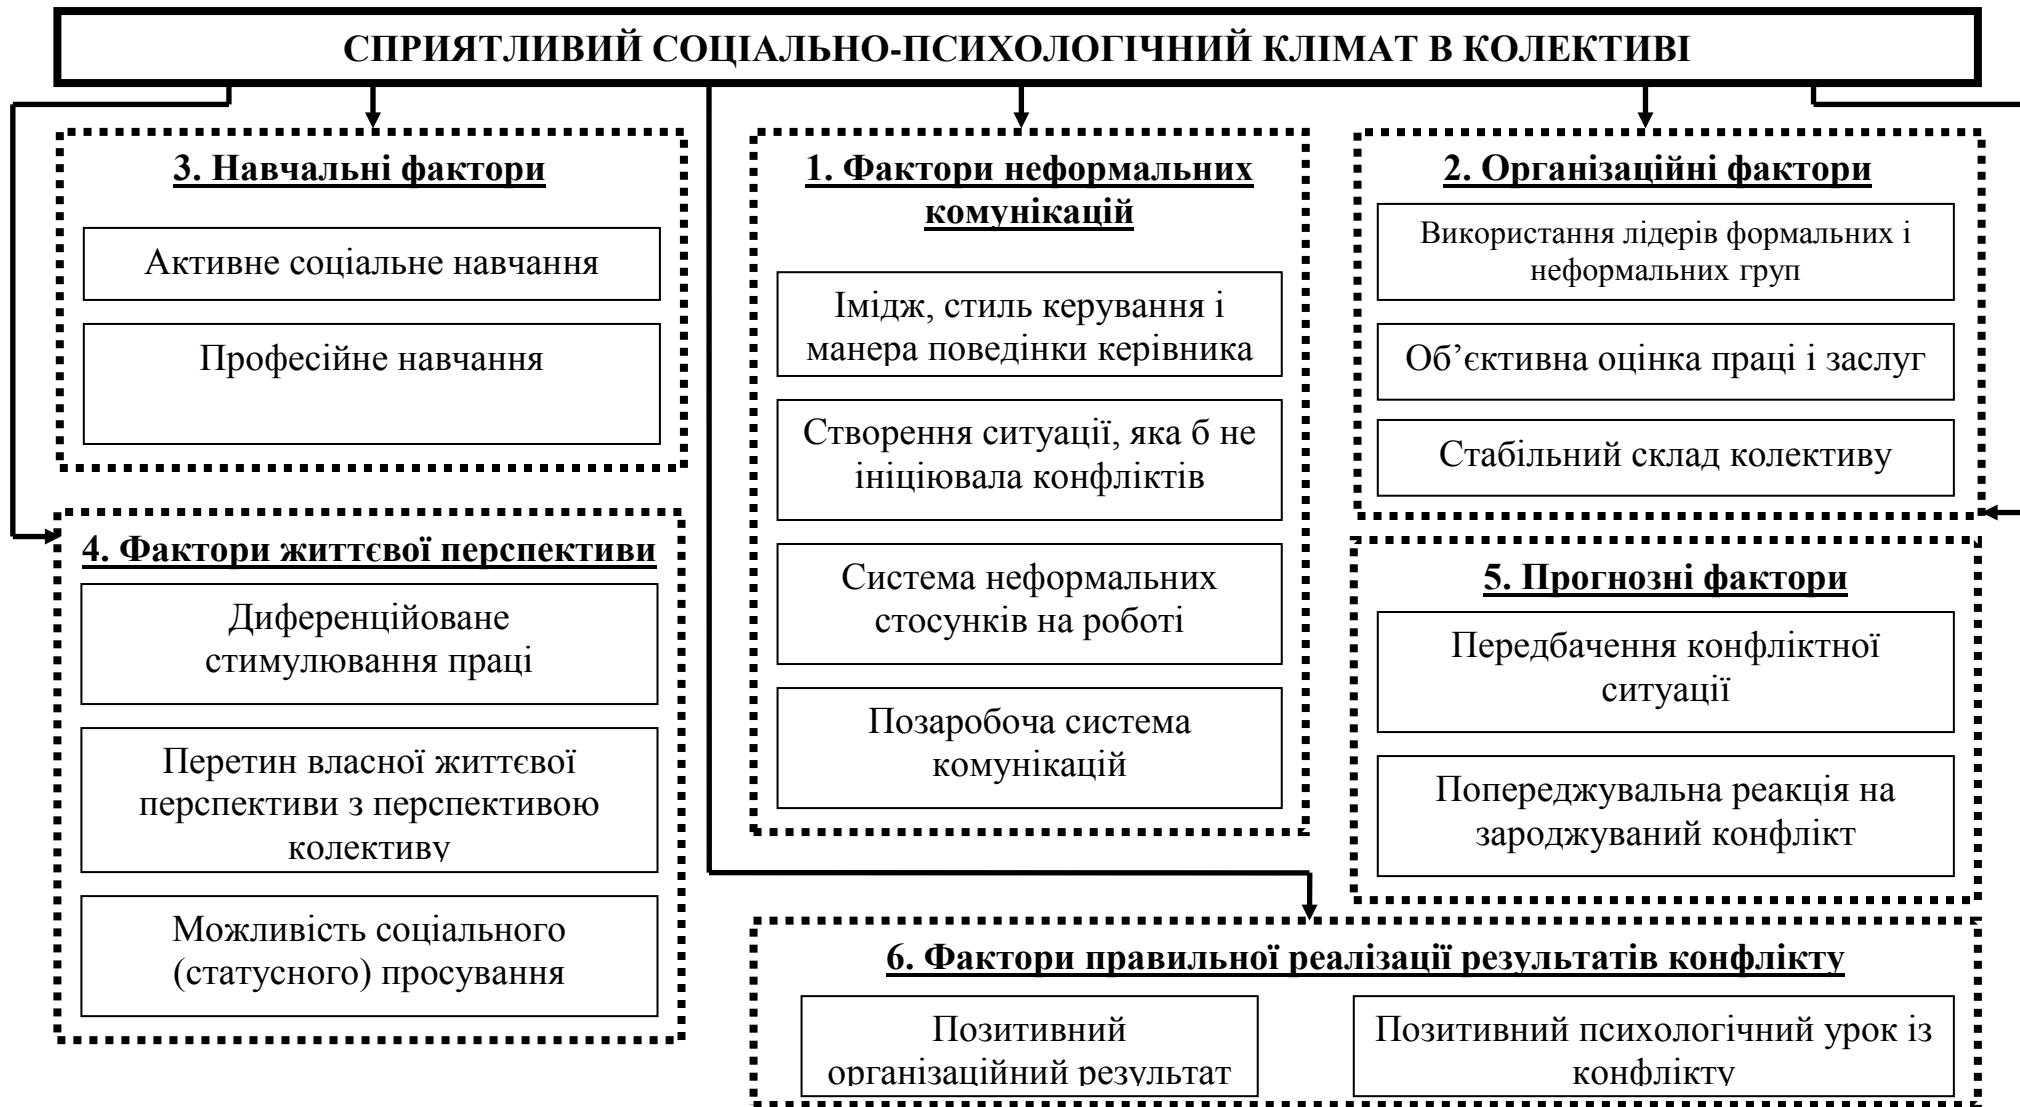 СПРИЯТЛИВИЙ СОЦІАЛЬНО-ПСИХОЛОГІЧНИЙ КЛІМАТ В КОЛЕКТИВІ
3. Навчальні фактори
Активне соціальне навчання
Професійне навчання
1. Фактори неформальних
комунікацій
Імідж, стиль керування і
манера поведінки керівника
Створення ситуації, яка б не
ініціювала конфліктів
Система неформальних
стосунків на роботі
Позаробоча система
комунікацій
2. Організаційні фактори
Використання лідерів формальних і
неформальних груп
Об’єктивна оцінка праці і заслуг
Стабільний склад колективу
4. Фактори життєвої перспективи
Диференційоване
стимулювання праці
Перетин власної життєвої
перспективи з перспективою
колективу
Можливість соціального
(статусного) просування
5. Прогнозні фактори
Передбачення конфліктної
ситуації
Попереджувальна реакція на
зароджуваний конфлікт
6. Фактори правильної реалізації результатів конфлікту
Позитивний
організаційний результат
Позитивний психологічний урок із
конфлікту